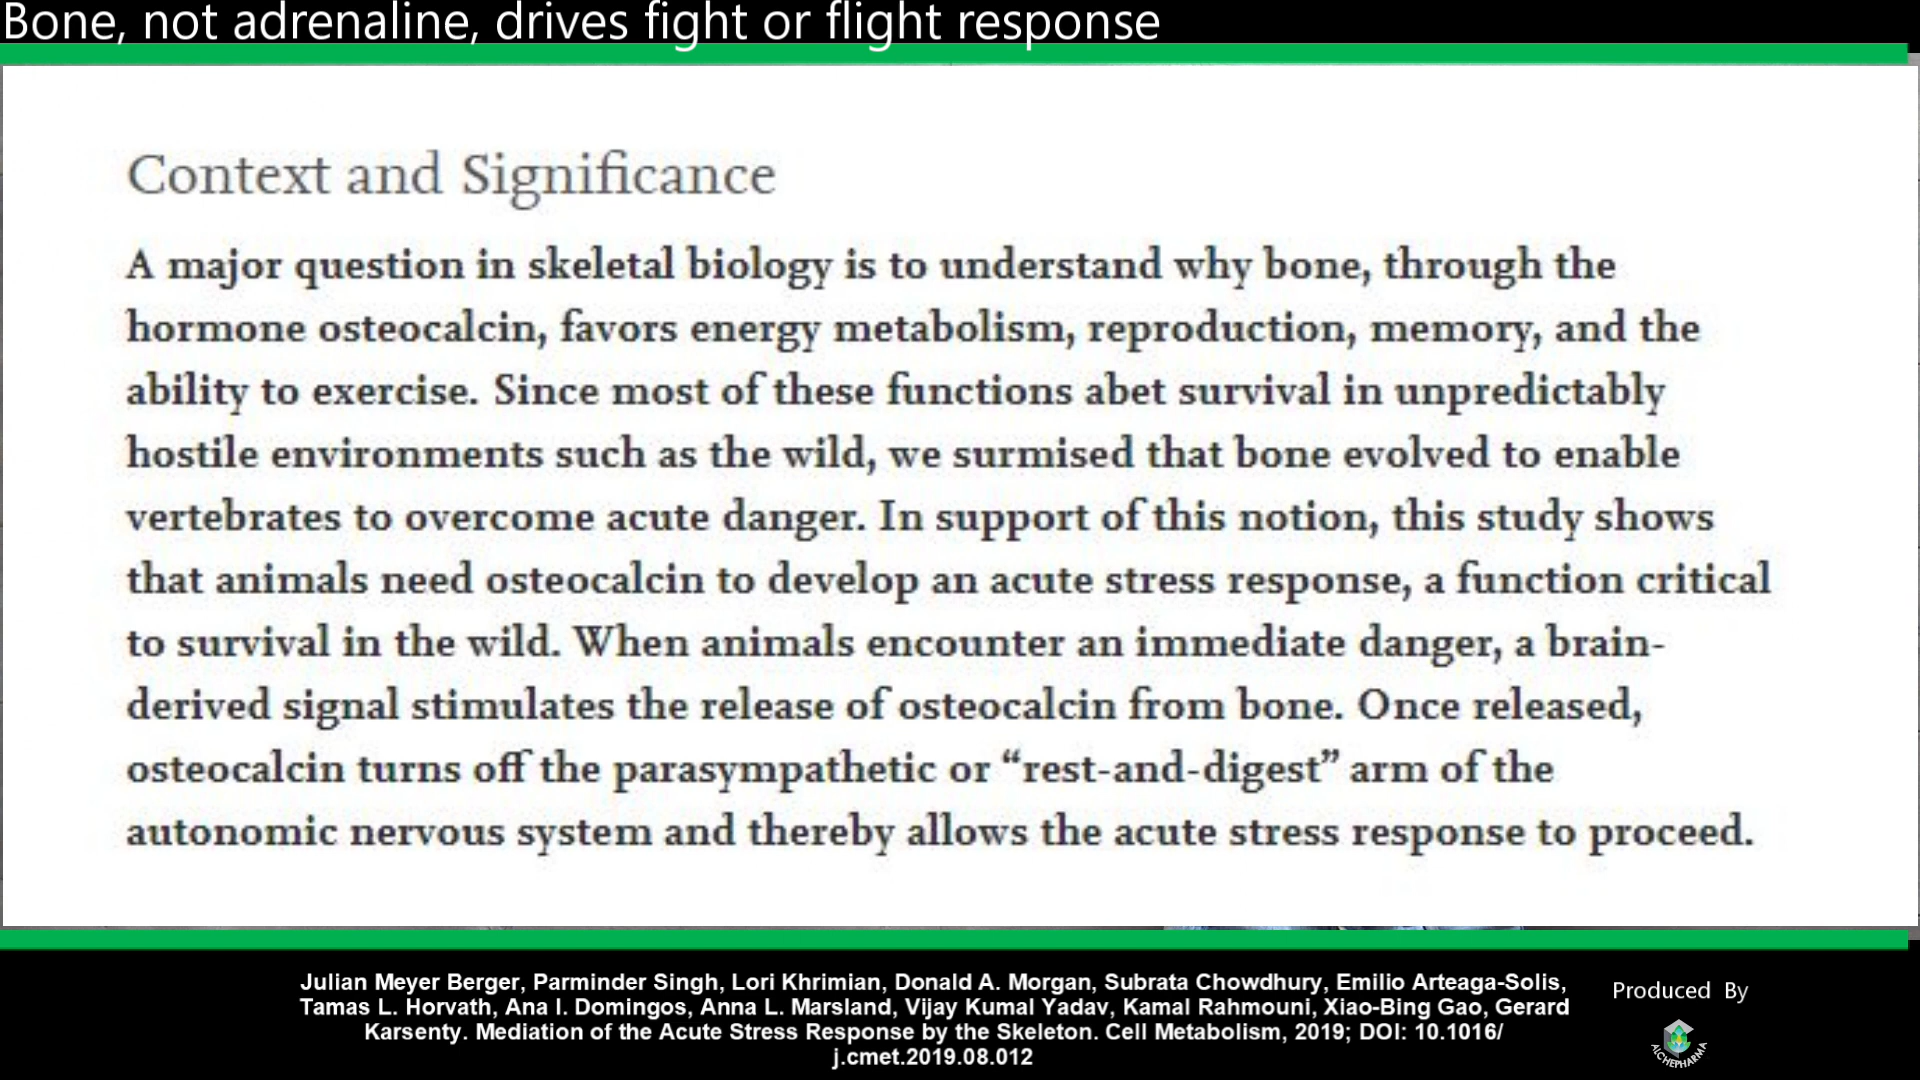 Bone, not adrenaline, drives fight or flight response
Context and Significance
A major question in skeletal biology is to understand why bone, through the
hormone osteocalcin, favors energy metabolism, reproduction, memory, and the
ability to exercise. Since most of these functions abet survival in unpredictably
hostile environments such as the wild, we surmised that bone evolved to enable
vertebrates to overcome acute danger. In support of this notion, this study shows
that animals need osteocalcin to develop an acute stress response, a function critical
to survival in the wild. When animals encounter an immediate danger, a brain-
derived signal stimulates the release of osteocalcin from bone. Once released,
osteocalcin turns off the parasympathetic or “rest-and-digest” arm of the
autonomic nervous system and thereby allows the acute stress response to proceed.
Julian Meyer Berger, Parminder Singh, Lori Khrimian, Donald A. Morgan, Subrata Chowdhury, Emilio Arteaga-Solis,
Tamas L. Horvath, Ana I. Domingos, Anna L. Marsland, Vijay Kumal Yadav, Kamal Rahmouni, Xiao-Bing Gao, Gerard
Karsenty. Mediation of the Acute Stress Response by the Skeleton. Cell Metabolism, 2019; DOI: 10.1016/
j.cmet.2019.08.012
Produced By
AICHEPHARMA